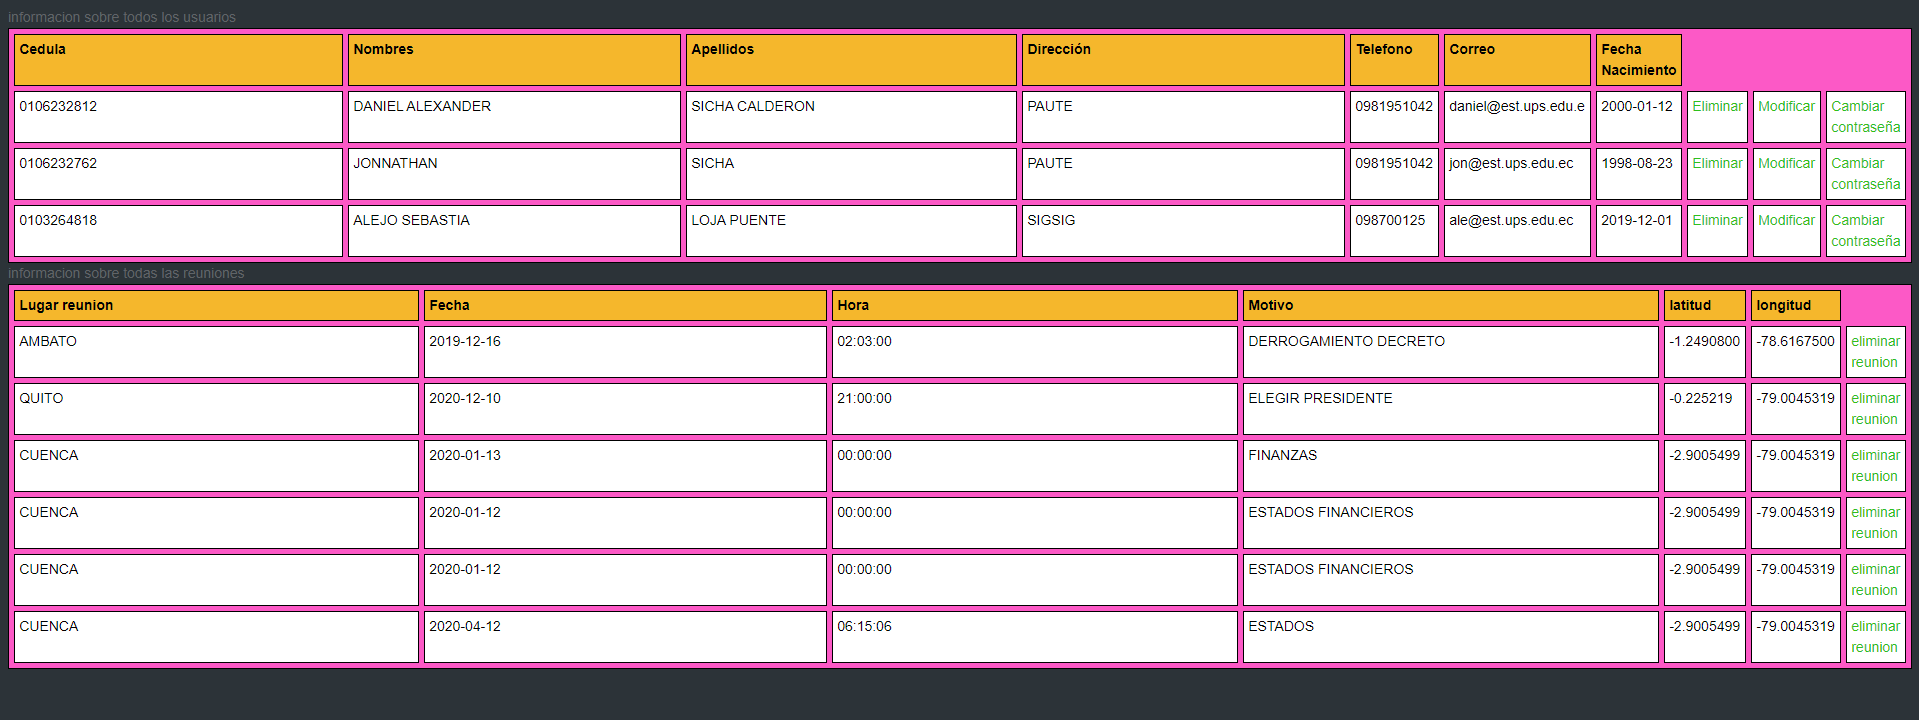 informacion sobre todos los usuarios
Cedula Nombres Apellidos Dirección Telefono Correo Fecha
Nacimiento
0106232812 DANIEL ALEXANDER SICHA CALDERON PAUTE 0981951042 daniel@est.ups.edu.e 2000-01-12 Eliminar Modificar Cambiar
contraseña
0106232762 JONNATHAN SICHA PAUTE 0981951042 jon@est.ups.edu.ec 1998-08-23 Eliminar Modificar Cambiar
contraseña
0103264818 ALEJO SEBASTIA LOJA PUENTE SIGSIG 098700125 ale@est.ups.edu.ec 2019-12-01 Eliminar Modificar Cambiar
contraseña
informacion sobre todas las reuniones
Lugar reunion Fecha Hora Motivo latitud longitud
AMBATO 2019-12-16 02:03:00 DERROGAMIENTO DECRETO -1.2490800 -78.6167500 eliminar
reunion
QUITO 2020-12-10 21:00:00 ELEGIR PRESIDENTE -0.225219 -79.0045319 eliminar
reunion
CUENCA 2020-01-13 00:00:00 FINANZAS -2.9005499 -79.0045319 eliminar
reunion
CUENCA 2020-01-12 00:00:00 ESTADOS FINANCIEROS -2.9005499 -79.0045319 eliminar
reunion
CUENCA 2020-01-12 00:00:00 ESTADOS FINANCIEROS -2.9005499 -79.0045319 eliminar
reunion
CUENCA 2020-04-12 06:15:06 ESTADOS -2.9005499 -79.0045319 eliminar
reunion